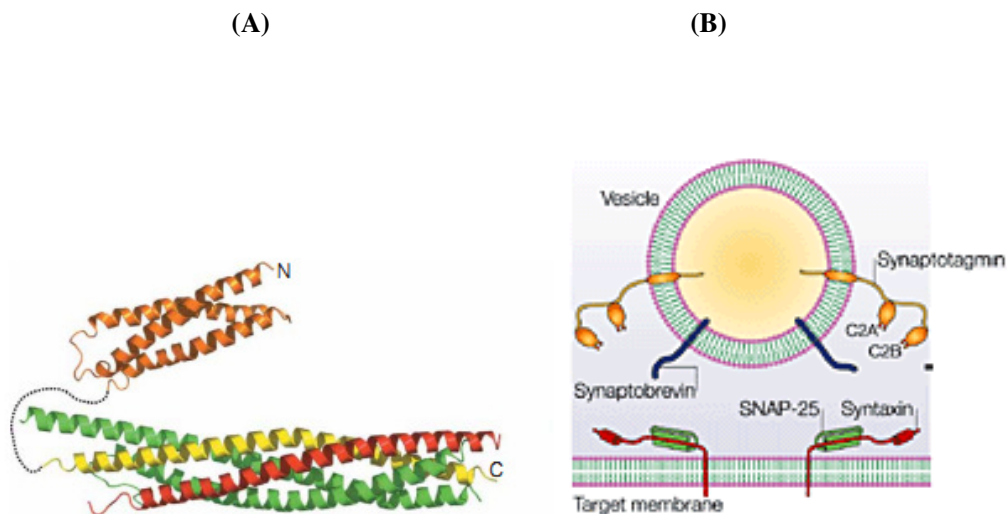 (A)
(B)
N
C
Vesicle
Synaptotagmin
C2A
C2B
Synaptobrevin
SNAP-25
Syntaxin
Target membrane